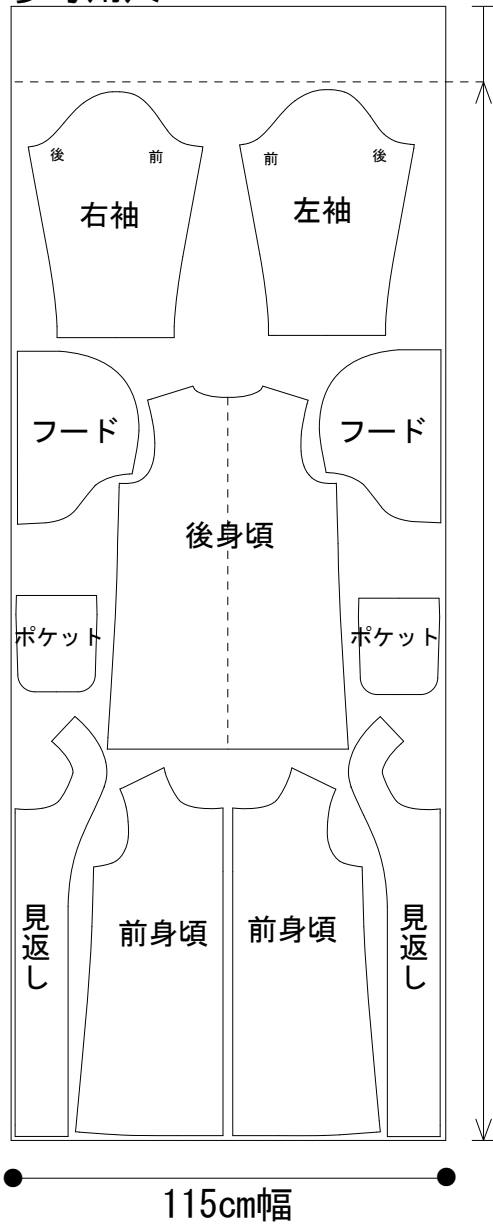 後 前
右袖
前 後
左袖
フード
フード
後身頃
ポケット
ポケット
見返し
前身頃
前身頃
見返し
115cm幅